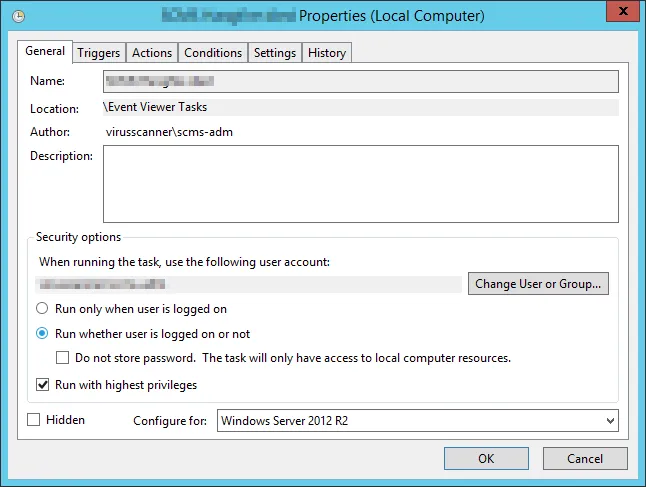 Properties (Local Computer)
General Triggers Actions Conditions Settings History
Name:
Location: \Event Viewer Tasks
Author: virusscanner\scms-adm
Description:
Security options
When running the task, use the following user account:
Change User or Group...
Run only when user is logged on
Run whether user is logged on or not
Do not store password. The task will only have access to local computer resources.
Run with highest privileges
Hidden Configure for: Windows Server 2012 R2
OK Cancel